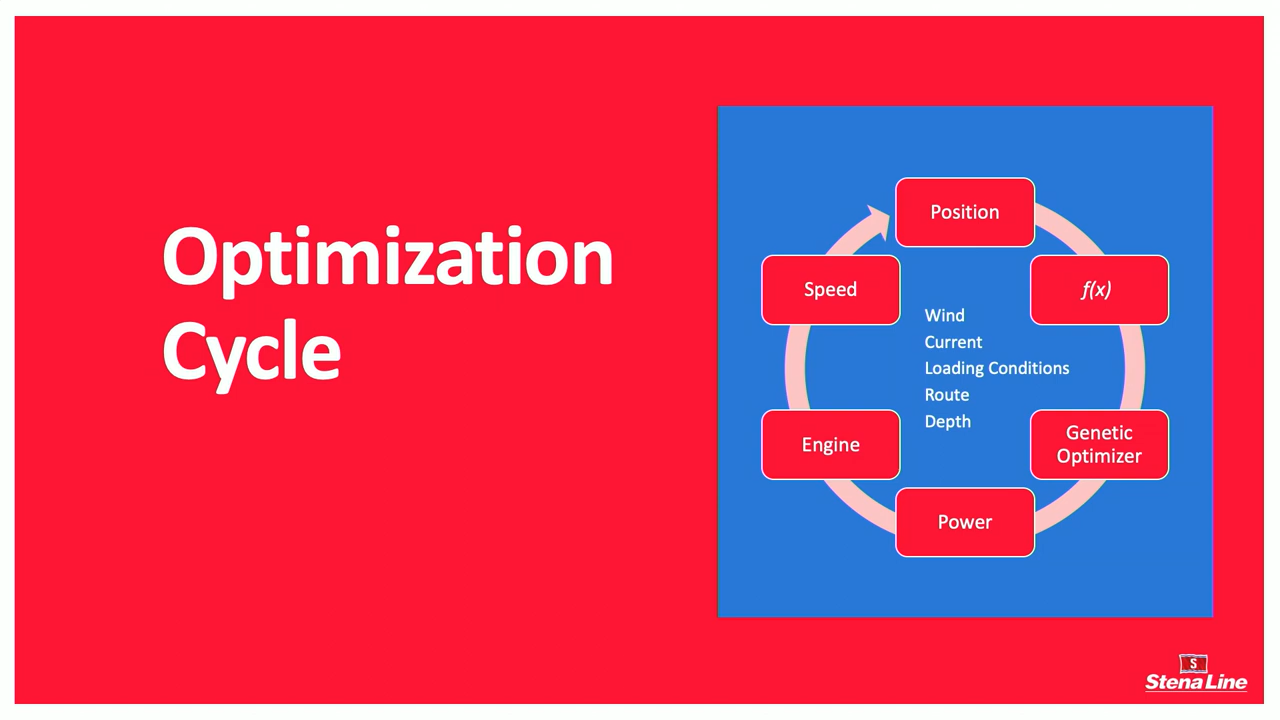 Optimization
Cycle
Position
f(x)
Genetic
Optimizer
Power
Engine
Speed
Wind
Current
Loading Conditions
Route
Depth
S
Stena Line